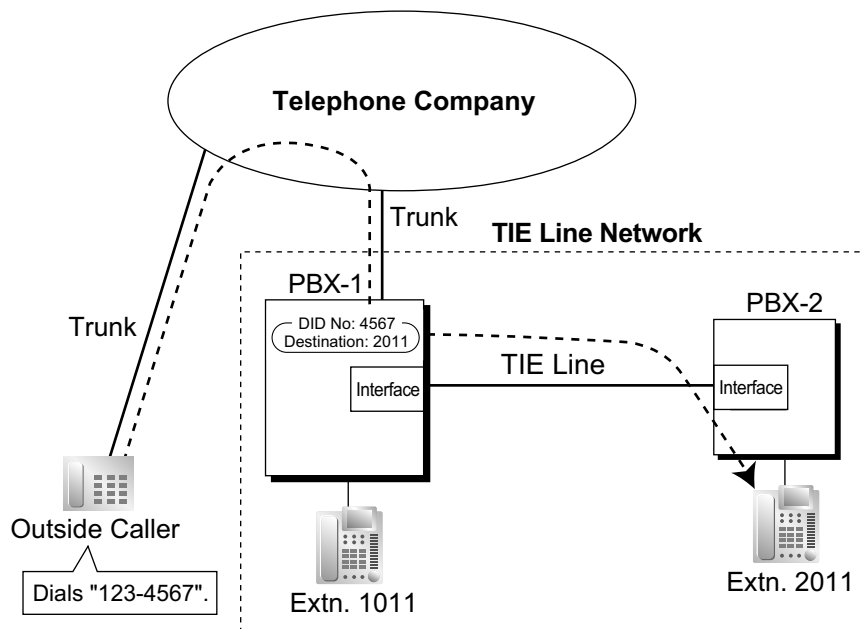 Telephone Company
Trunk
TIE Line Network
PBX-1
PBX-2
Trunk
DID No: 4567
Destination: 2011
TIE Line
Interface
Interface
Outside Caller
Dials "123-4567".
Extn. 1011
Extn. 2011